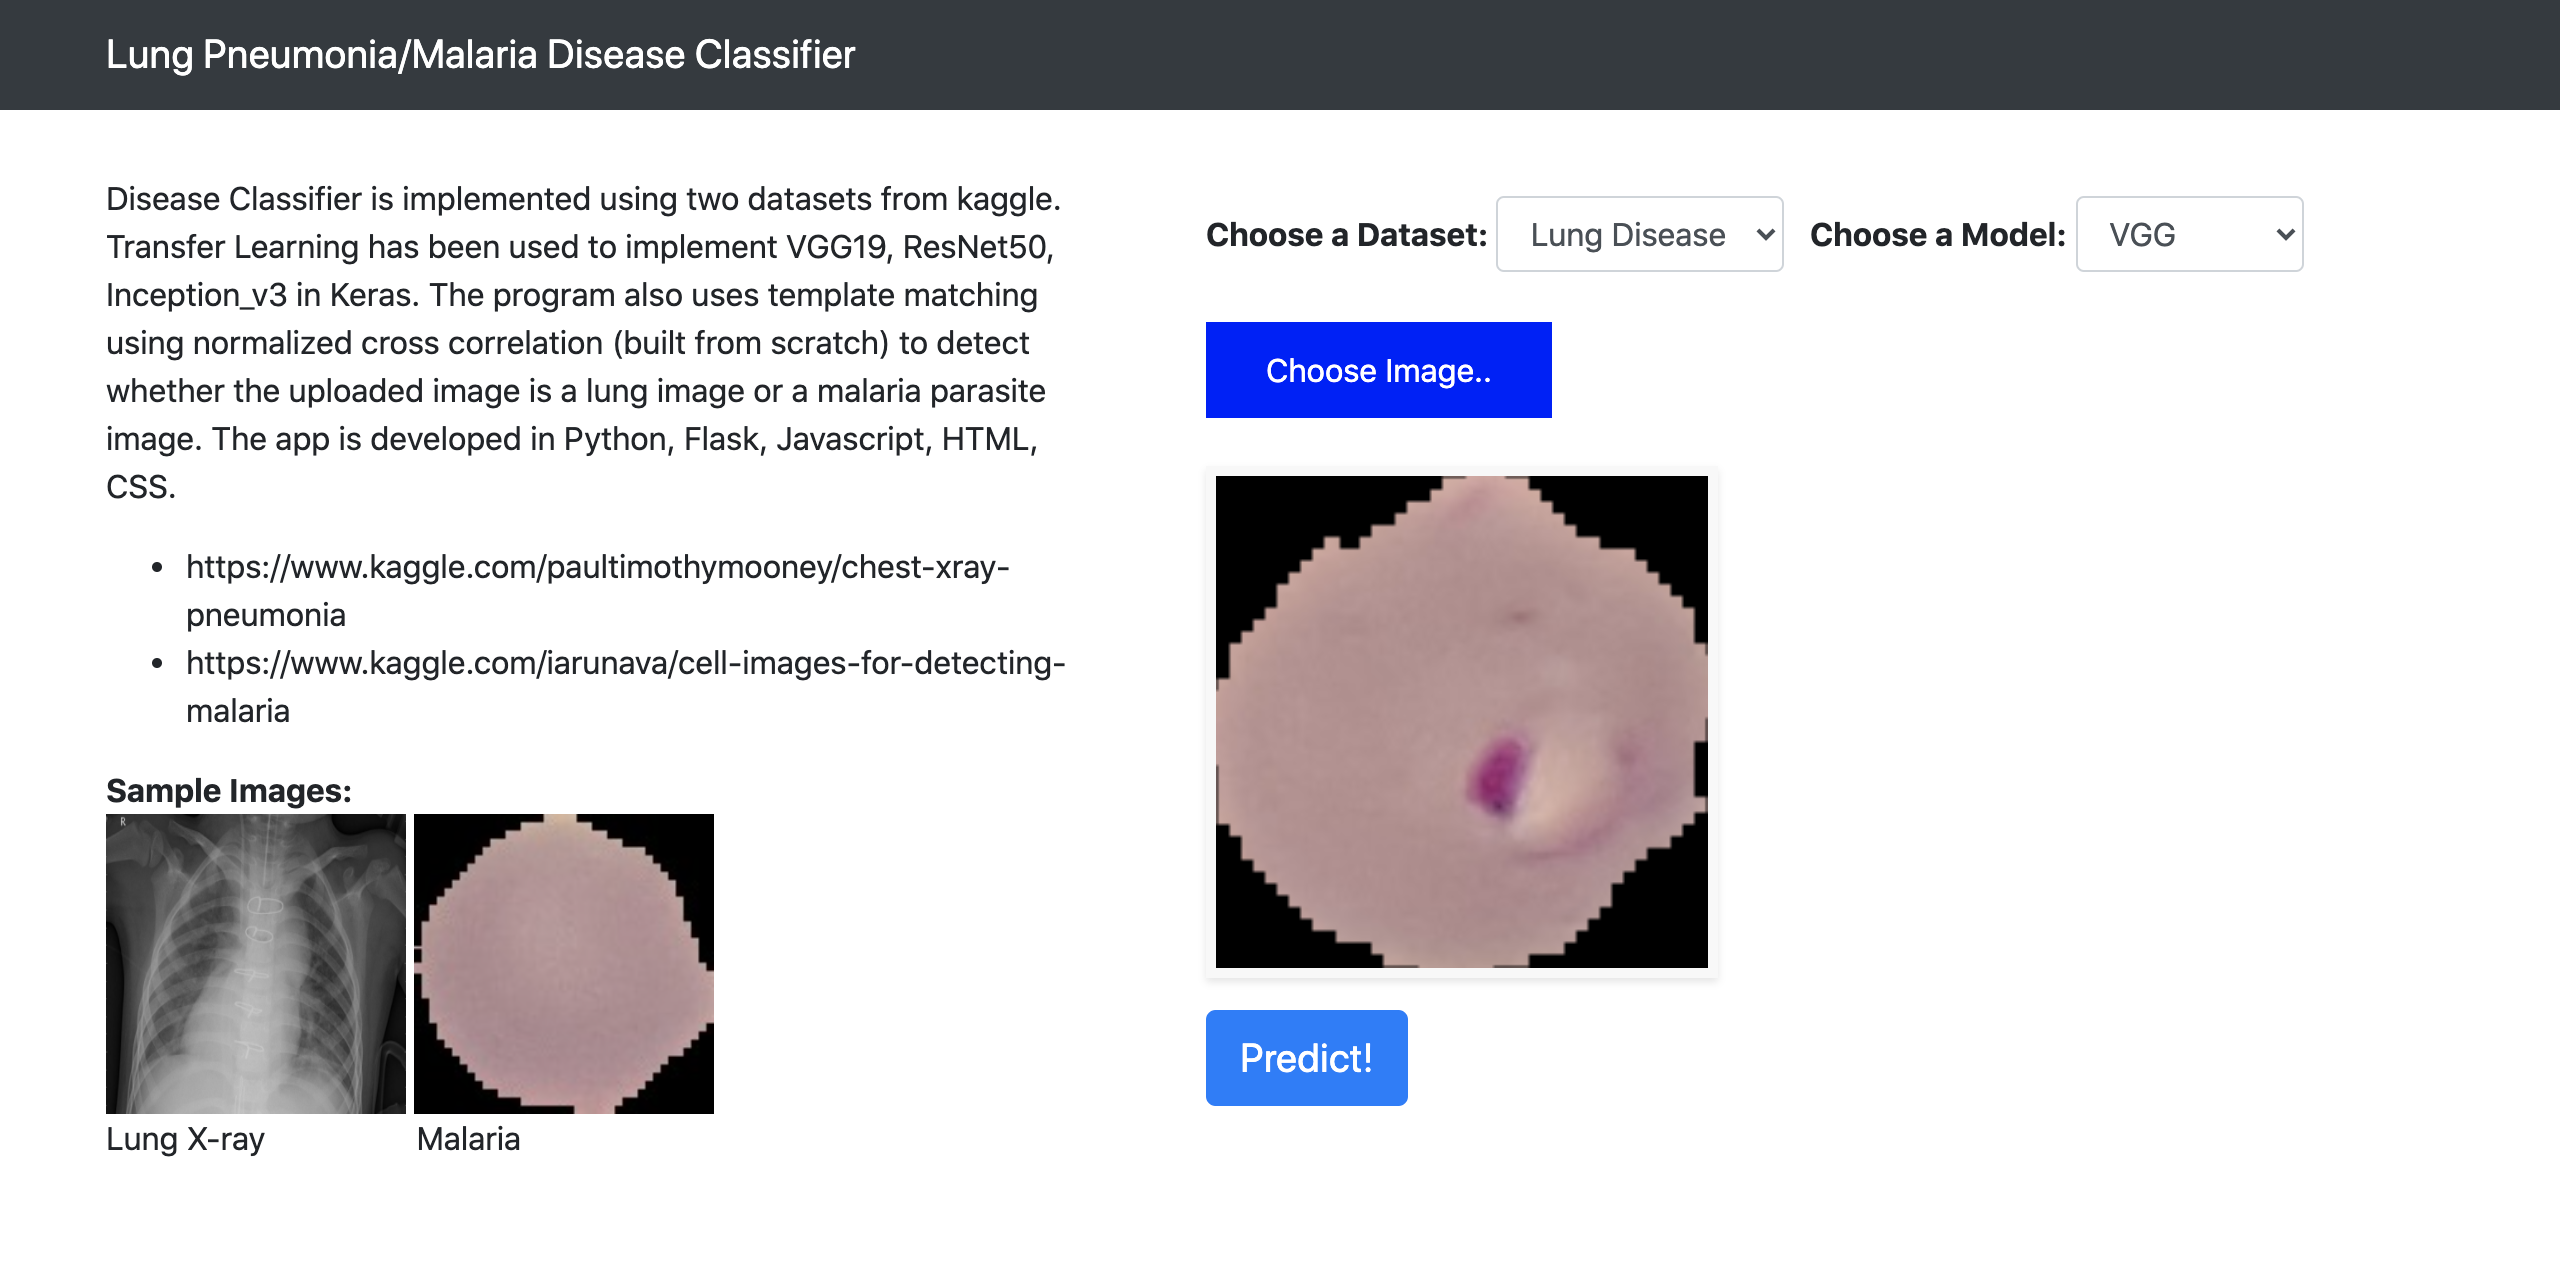 Lung Pneumonia/Malaria Disease Classifier
Disease Classifier is implemented using two datasets from kaggle.
Transfer Learning has been used to implement VGG19, ResNet50,
Inception_v3 in Keras. The program also uses template matching
using normalized cross correlation (built from scratch) to detect
whether the uploaded image is a lung image or a malaria parasite
image. The app is developed in Python, Flask, Javascript, HTML,
CSS.
• https://www.kaggle.com/paultimothymooney/chest-xray-
pneumonia
• https://www.kaggle.com/iarunava/cell-images-for-detecting-
malaria
Sample Images:
R
Lung X-ray Malaria
Choose a Dataset: Lung Disease Choose a Model: VGG
Choose Image..
Predict!